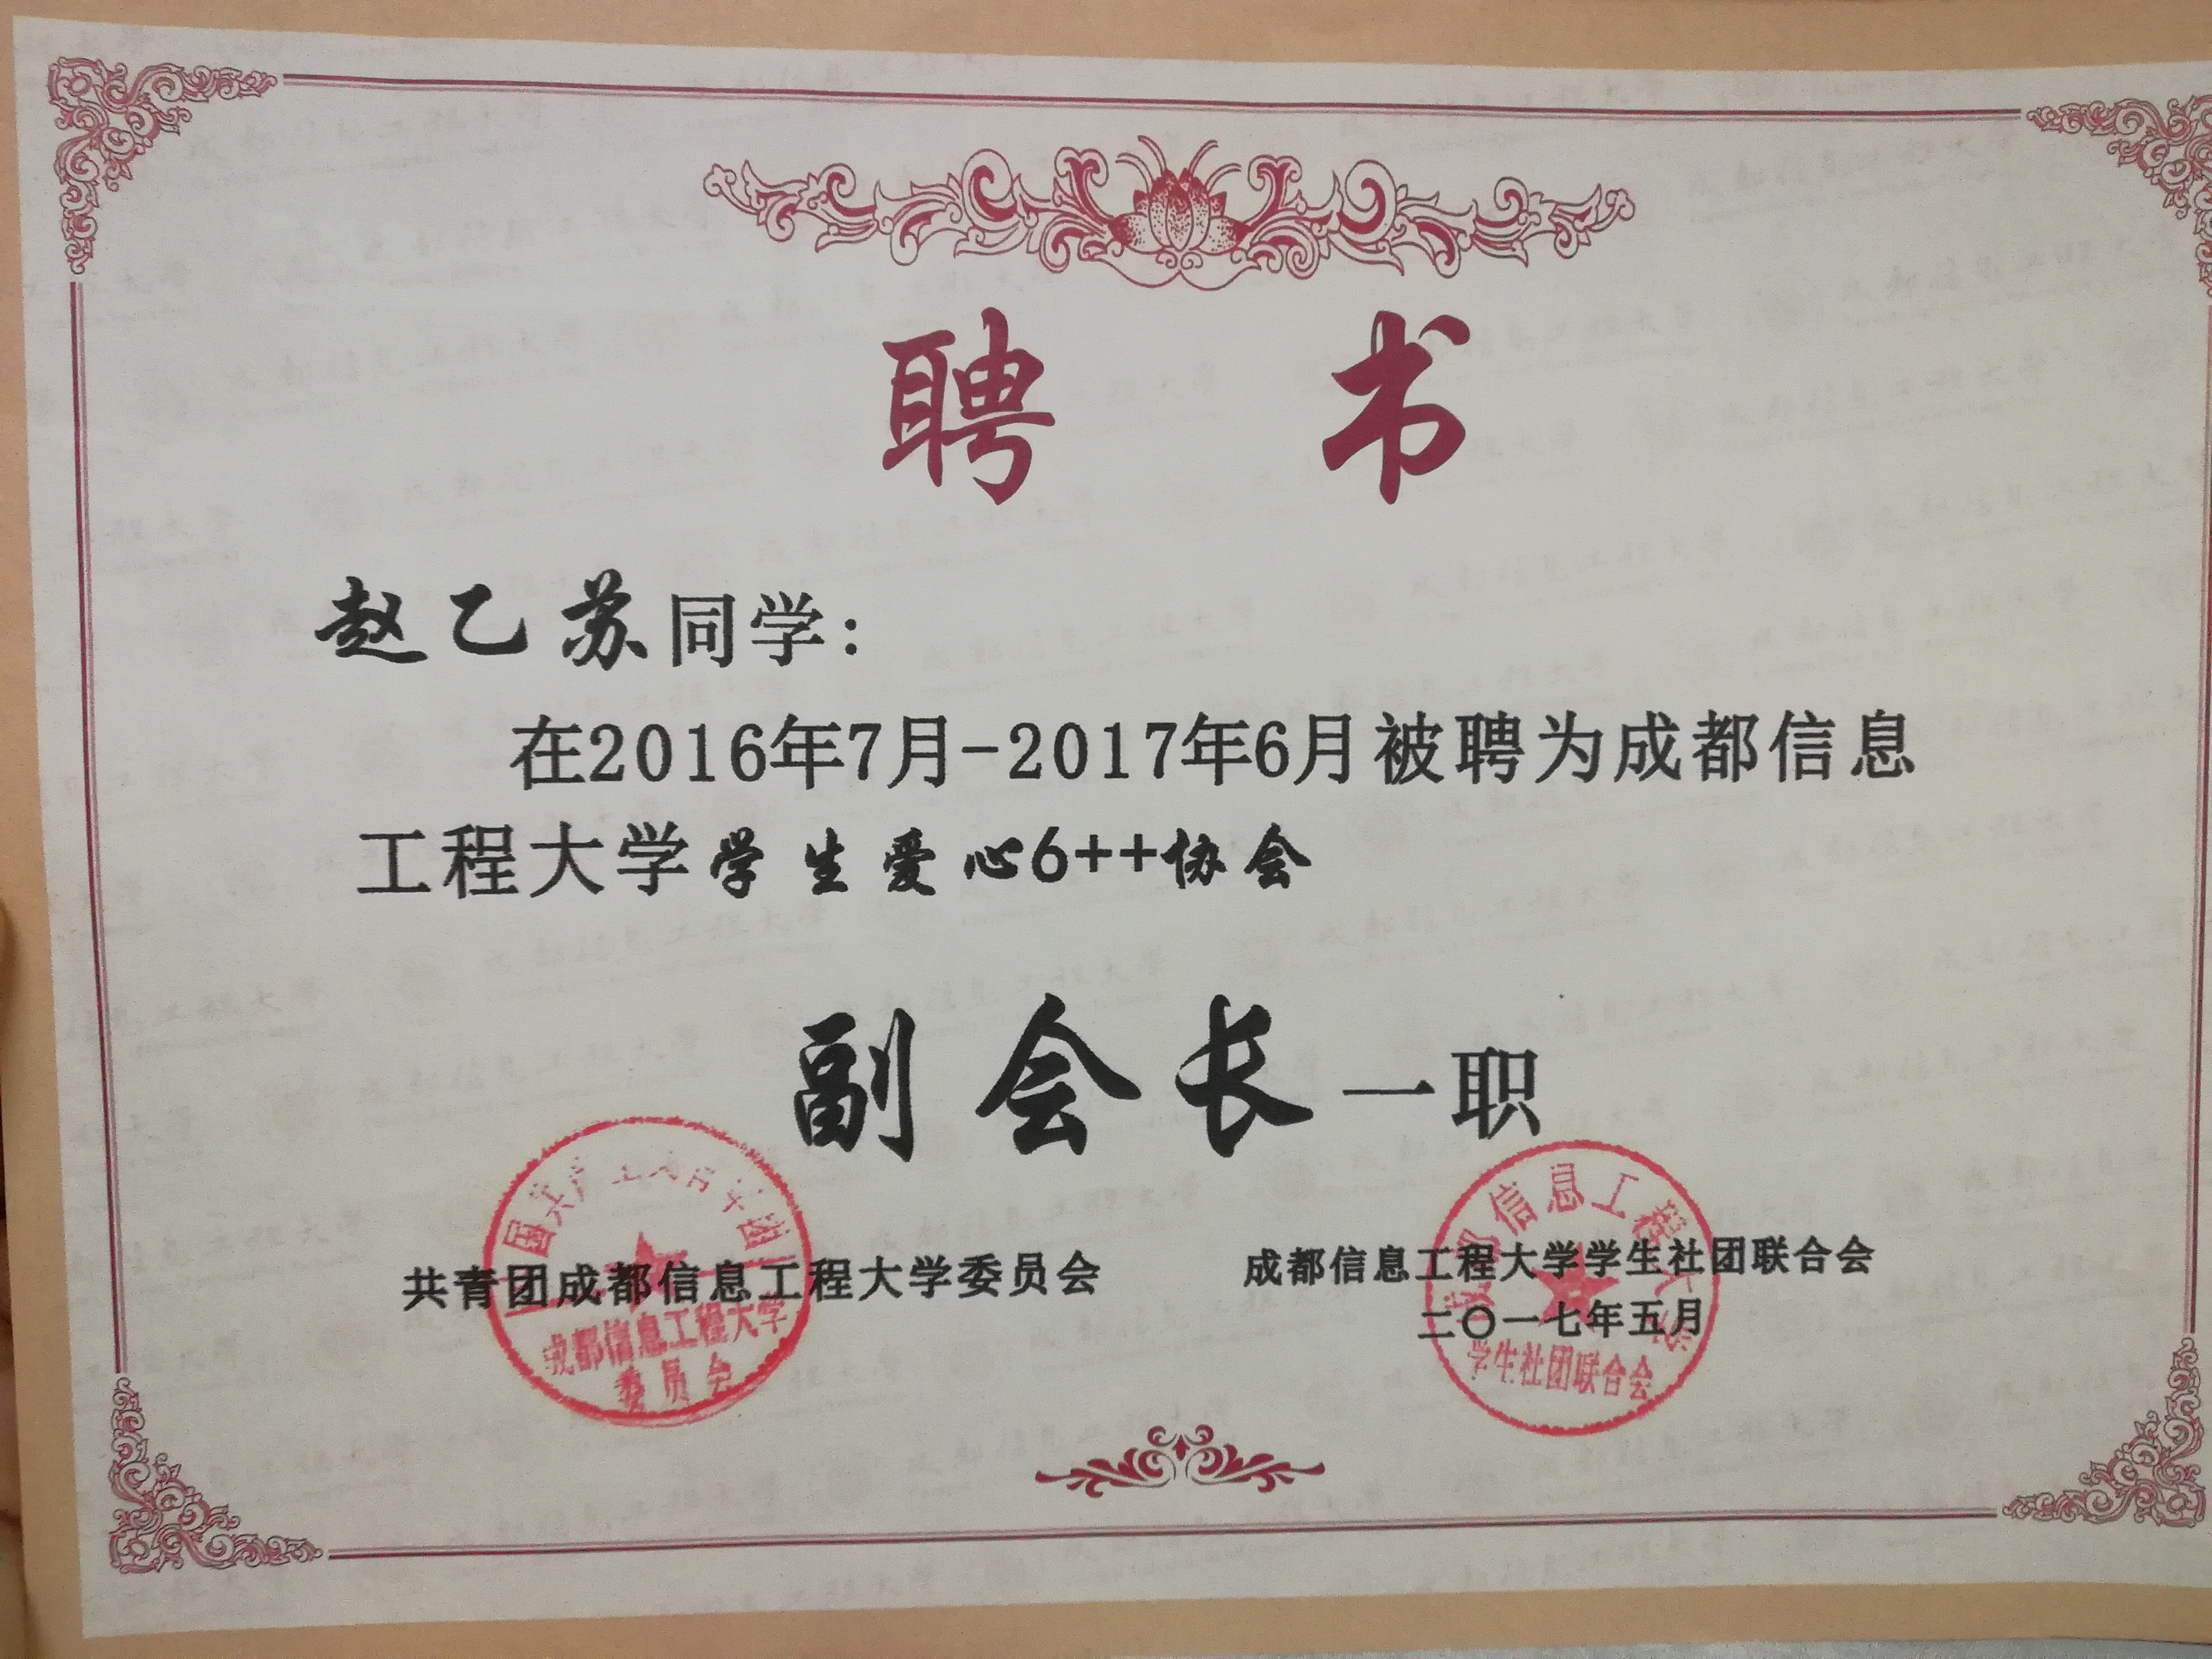 聘 书
赵乙苏同学：
在2016年7月-2017年6月被聘为成都信息
工程大学学生爱心6++协会
副会长一职
共青团成都信息工程大学委员会
成都信息工程大学学生社团联合会
二〇一七年五月
成都信息工程大学
委员会
成都信息工程大学
学生社团联合会